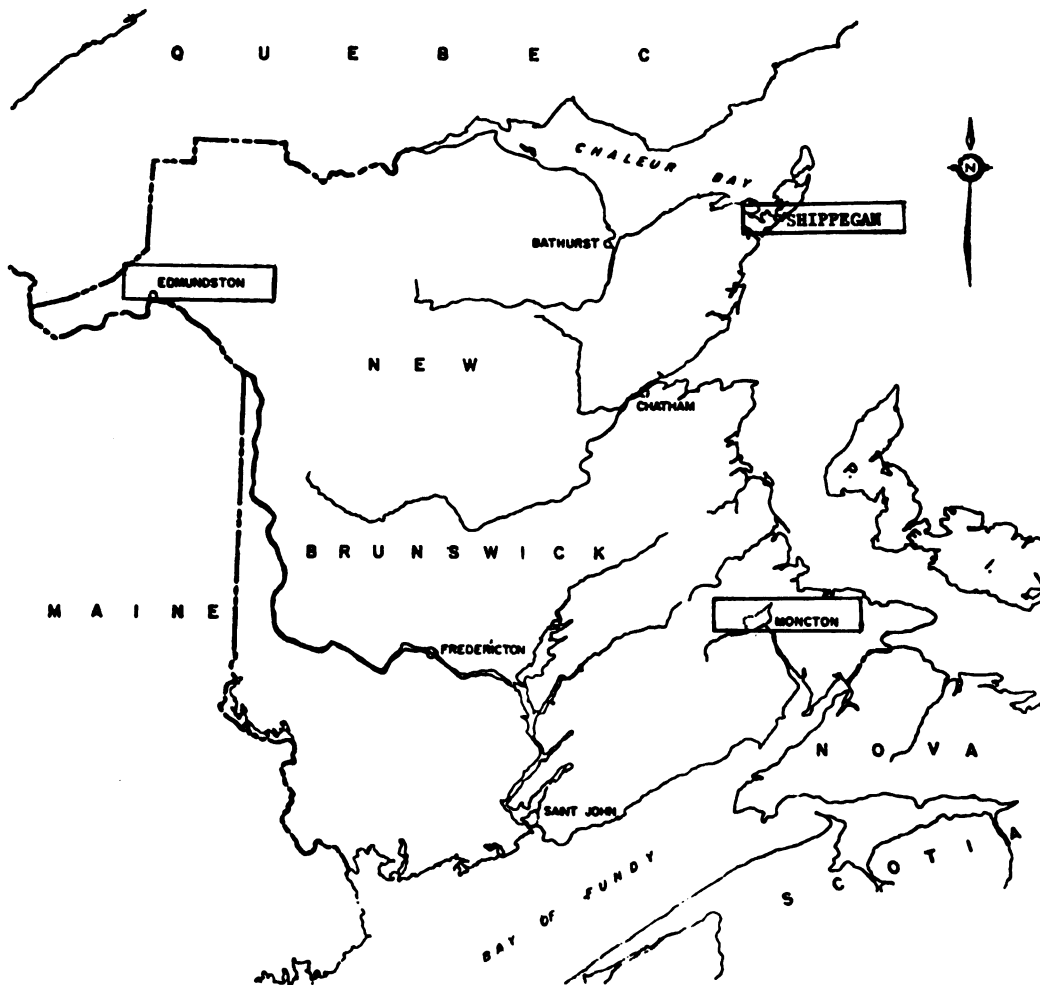 QUEBEC
CHALEUR BAY
N
SHIPPEGAN
BATHURST
EDMUNDSTON
NEW
CHATHAM
BRUNSWICK
MAINE
MONCTON
FREDERICTON
NOVA
SAINT JOHN
SCOTIA
BAY OF FUNDY